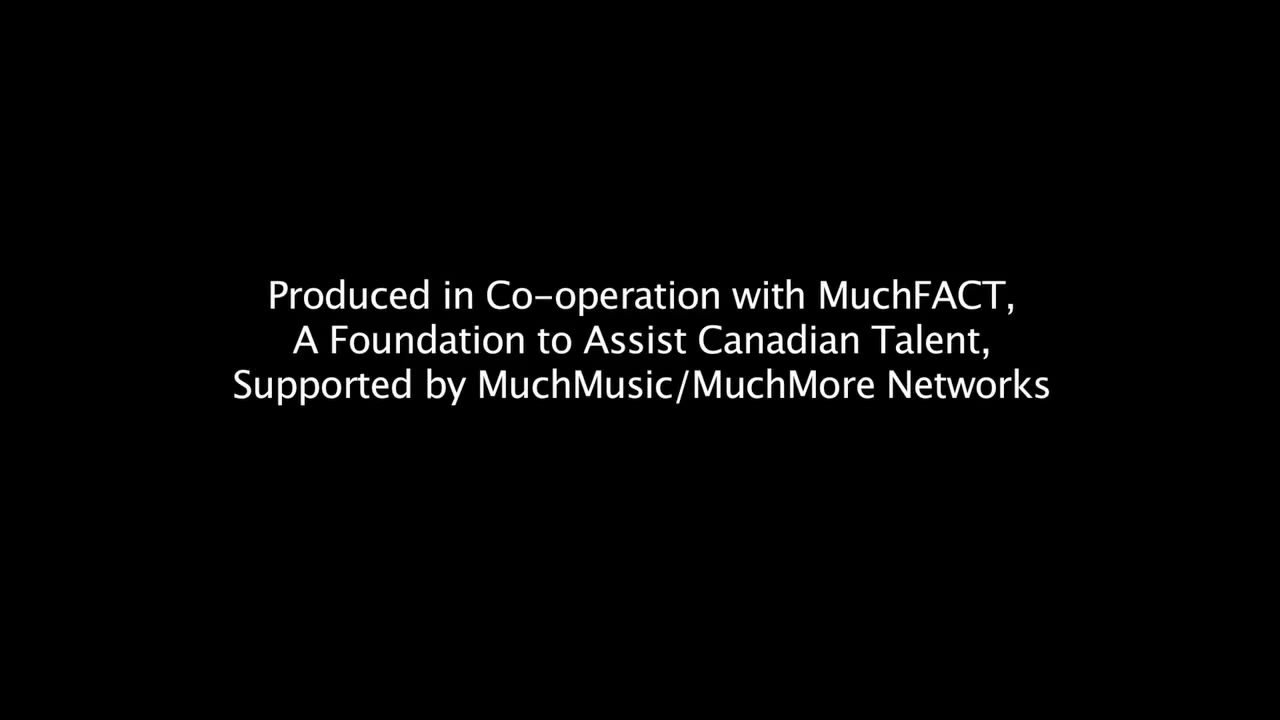 Produced in Co-operation with MuchFACT,
A Foundation to Assist Canadian Talent,
Supported by MuchMusic/MuchMore Networks